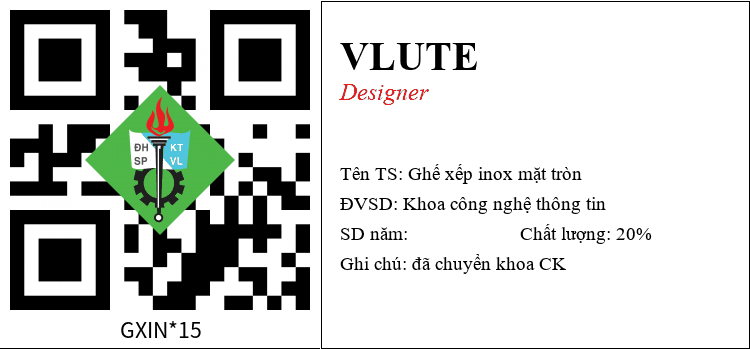 ĐH KT
SP VL
GXIN*15
VLUTE
Designer
Tên TS: Ghế xếp inox mặt tròn
ĐVSD: Khoa công nghệ thông tin
SD năm: Chất lượng: 20%
Ghi chú: đã chuyển khoa CK